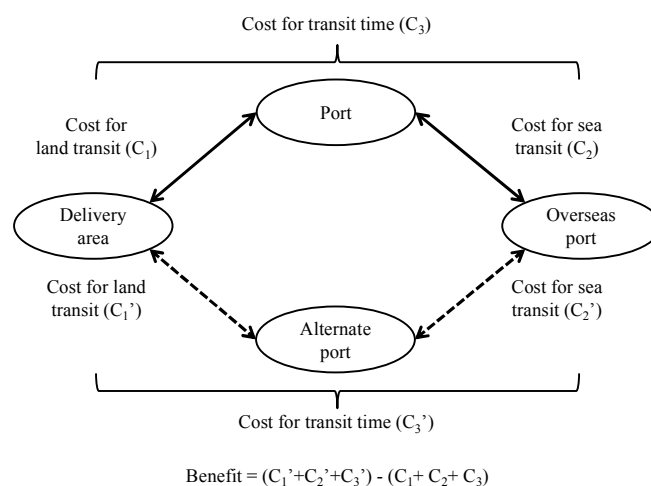 Cost for transit time (C₃)
Port
Cost for
land transit (C₁)
Cost for sea
transit (C₂)
Delivery
area
Overseas
port
Cost for land
transit (C₁’)
Cost for sea
transit (C₂’)
Alternate
port
Cost for transit time (C₃’)
Benefit = (C₁’+C₂’+C₃’) - (C₁+ C₂+ C₃)